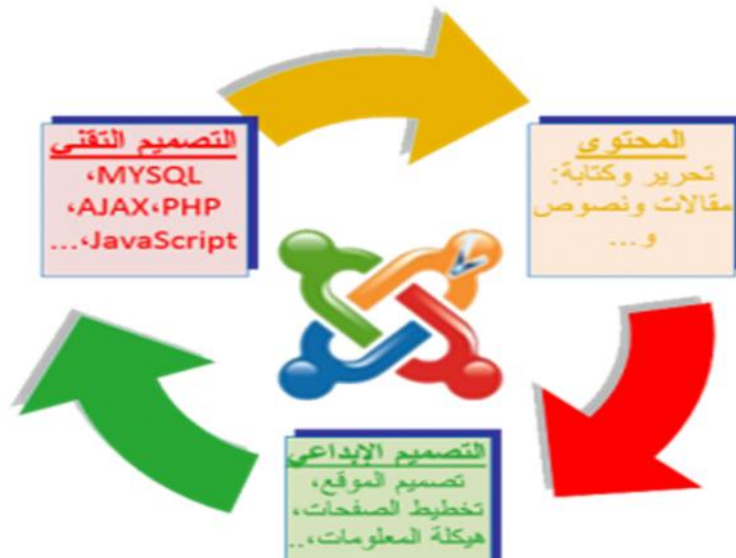 المحتوى
تحرير وكتابة:
مقالات ونصوص
و...
التصميم التقني
MYSQL،
PHP،AJAX،
JavaScript،...
التصميم الإبداعي
تصميم الموقع،
تخطيط الصفحات،
هيكلة المعلومات،..